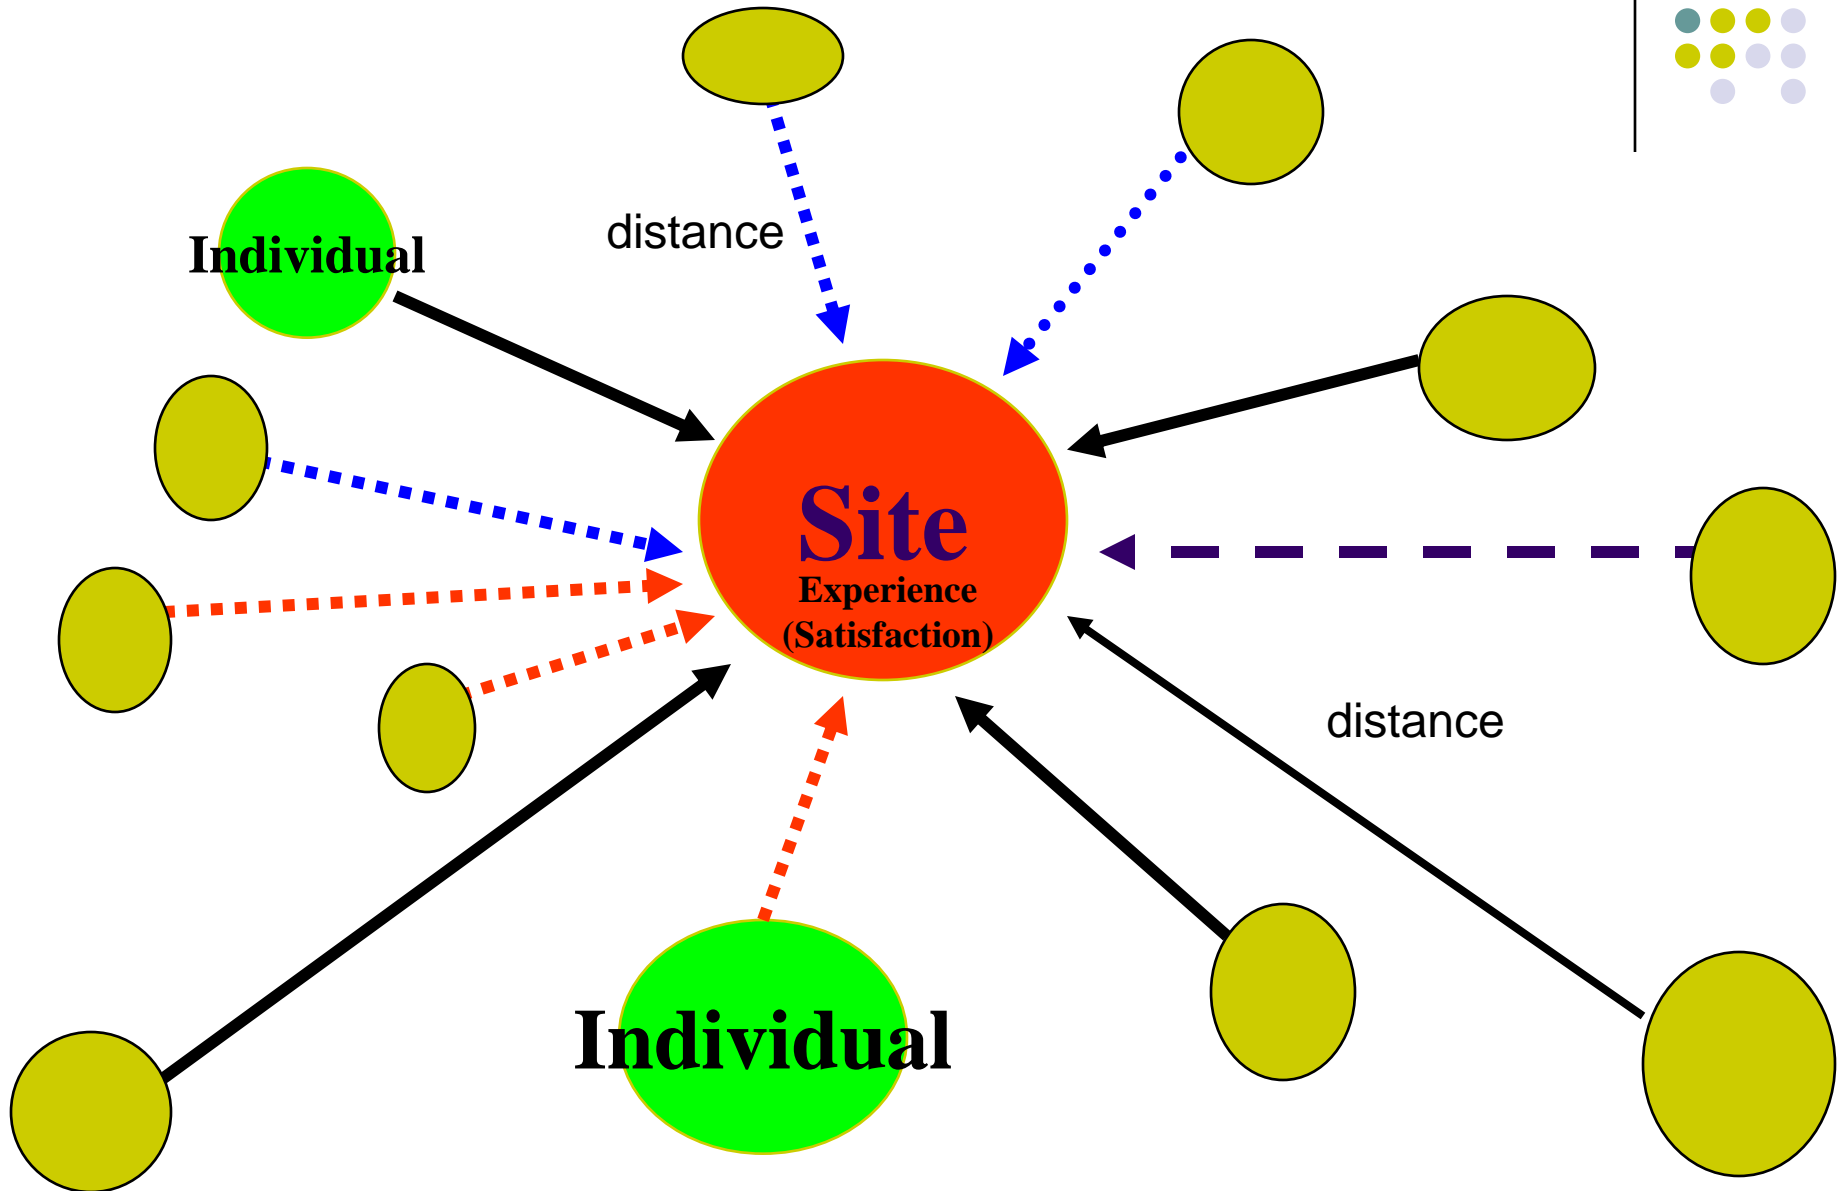 distance
Individual
Site
Experience
(Satisfaction)
distance
Individual